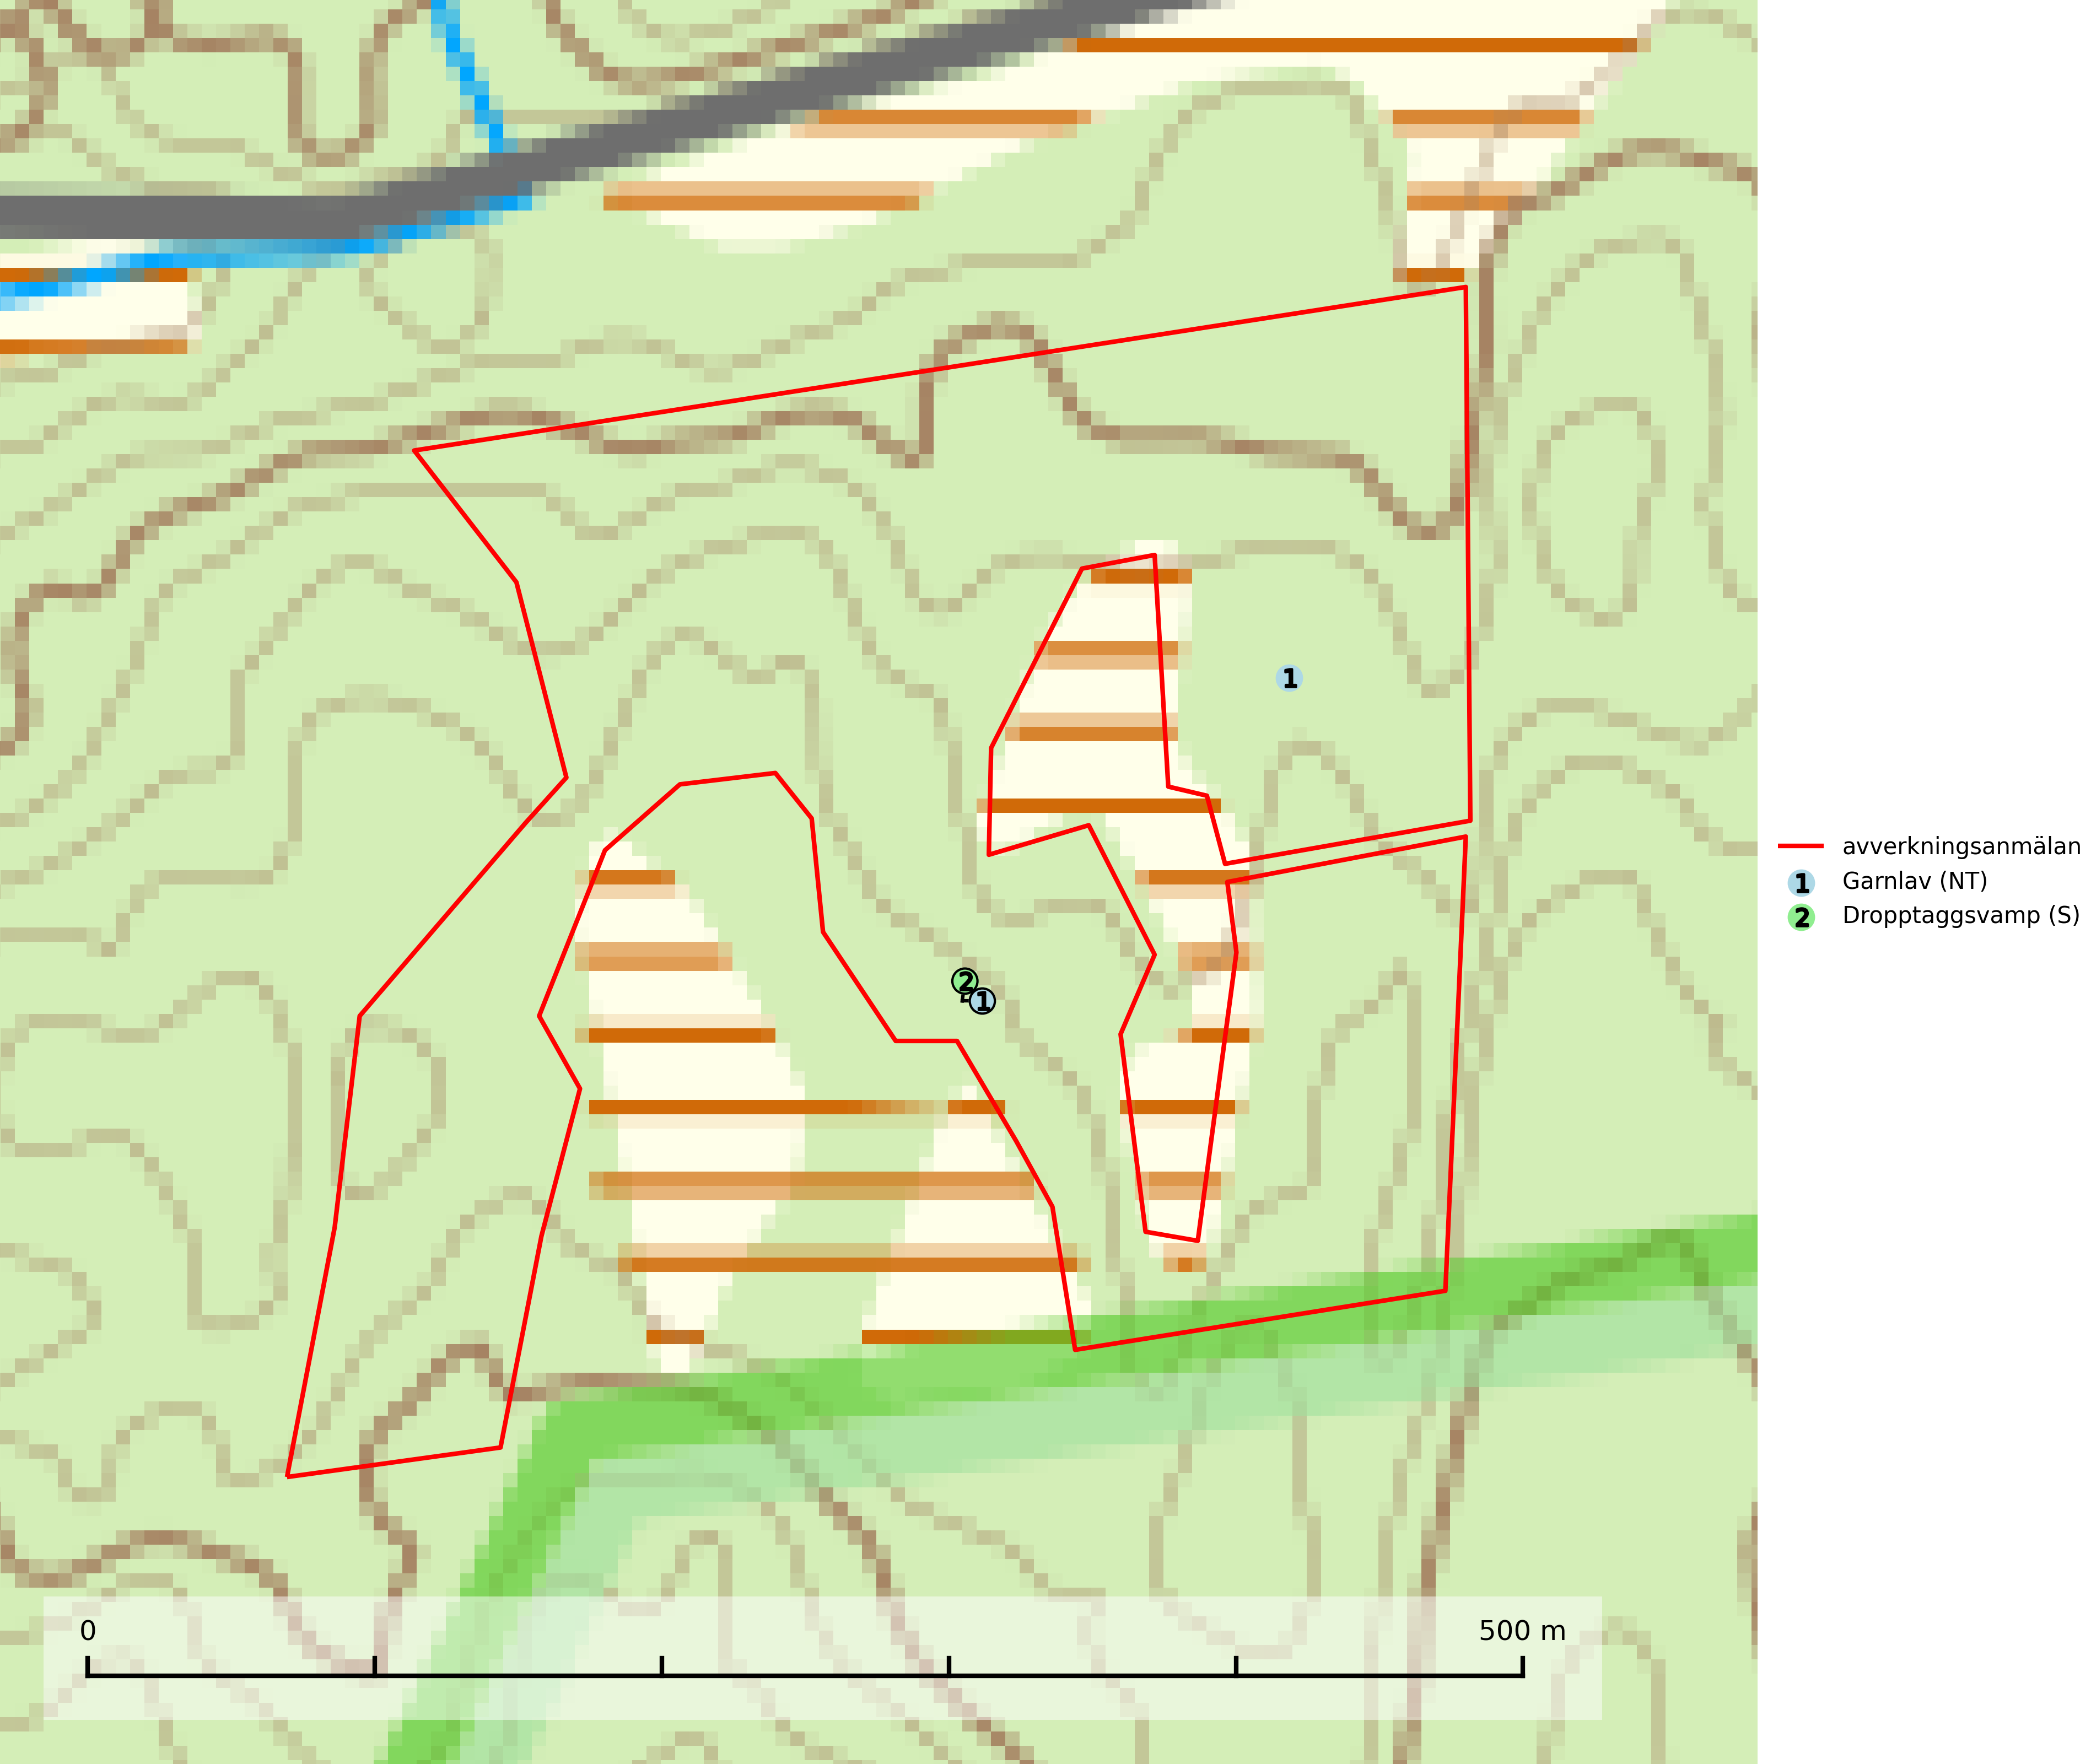 1
2
1
avverkningsanmälan
1 Garnlav (NT)
2 Dropptaggsvamp (S)
0 500 m